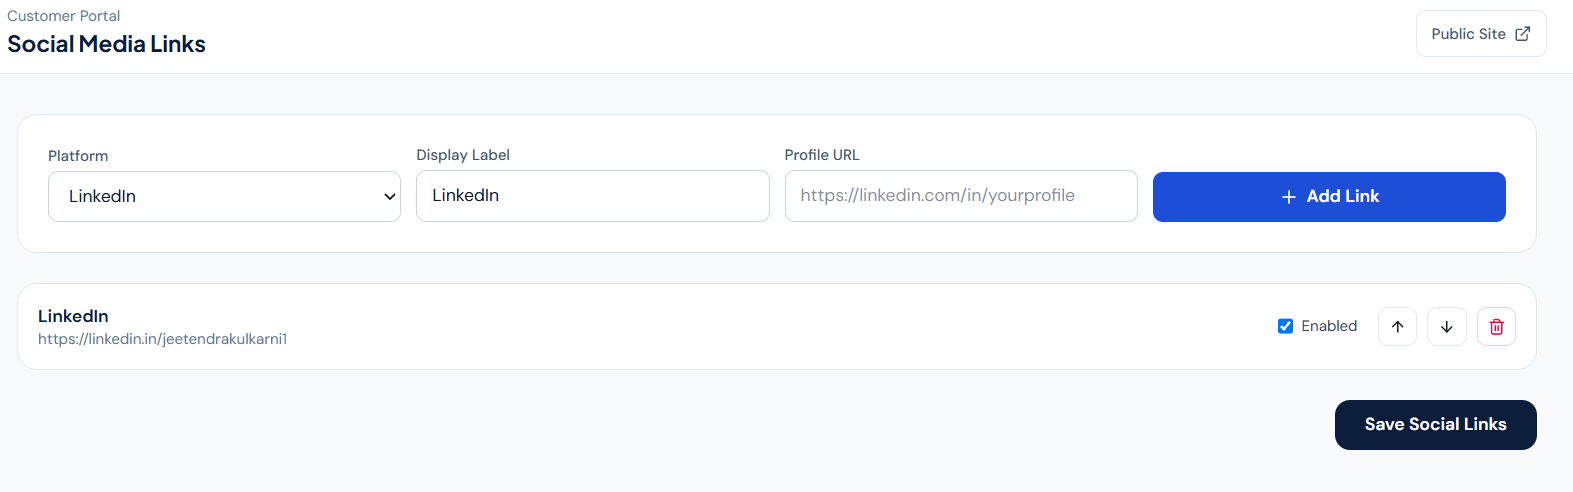 Customer Portal
Social Media Links
Public Site
Platform
Display Label
Profile URL
LinkedIn
LinkedIn
https://linkedin.com/in/yourprofile
+ Add Link
LinkedIn
https://linkedin.in/jeetendrakulkarni1
Enabled
Save Social Links